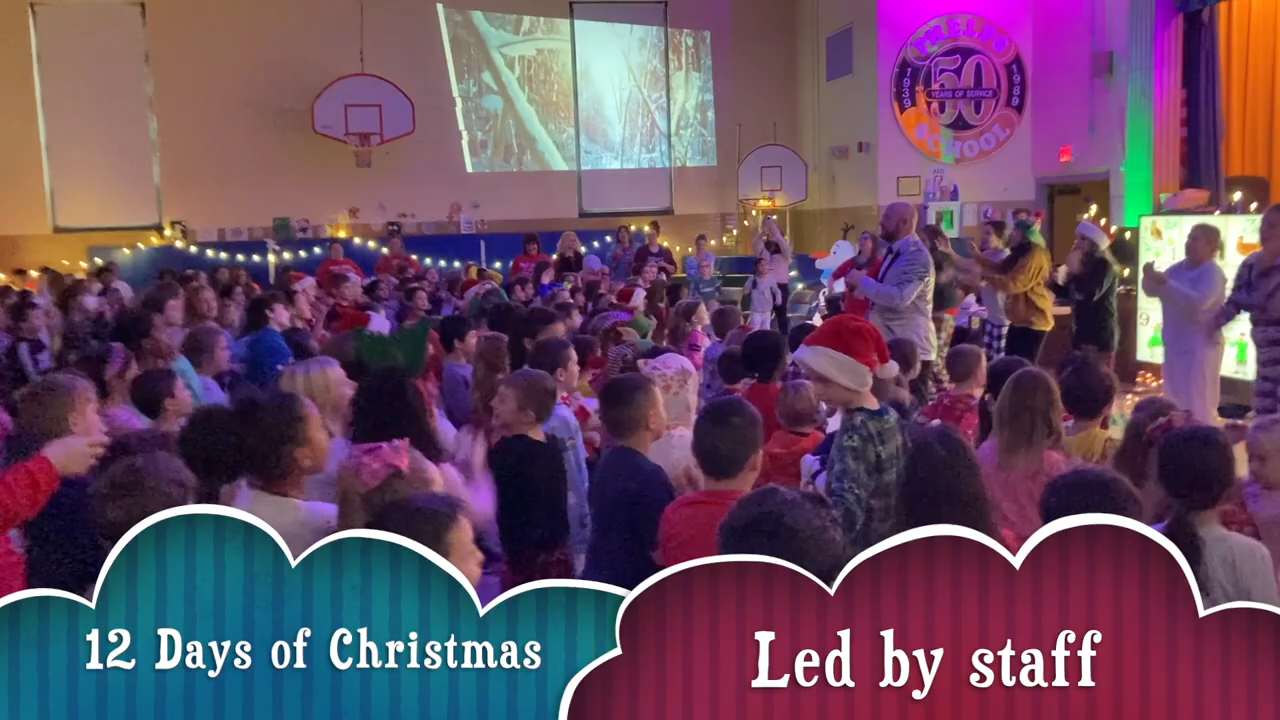 PHELPS
1939
50
1989
YEARS OF SERVICE
SCHOOL
12 Days of Christmas
Led by staff